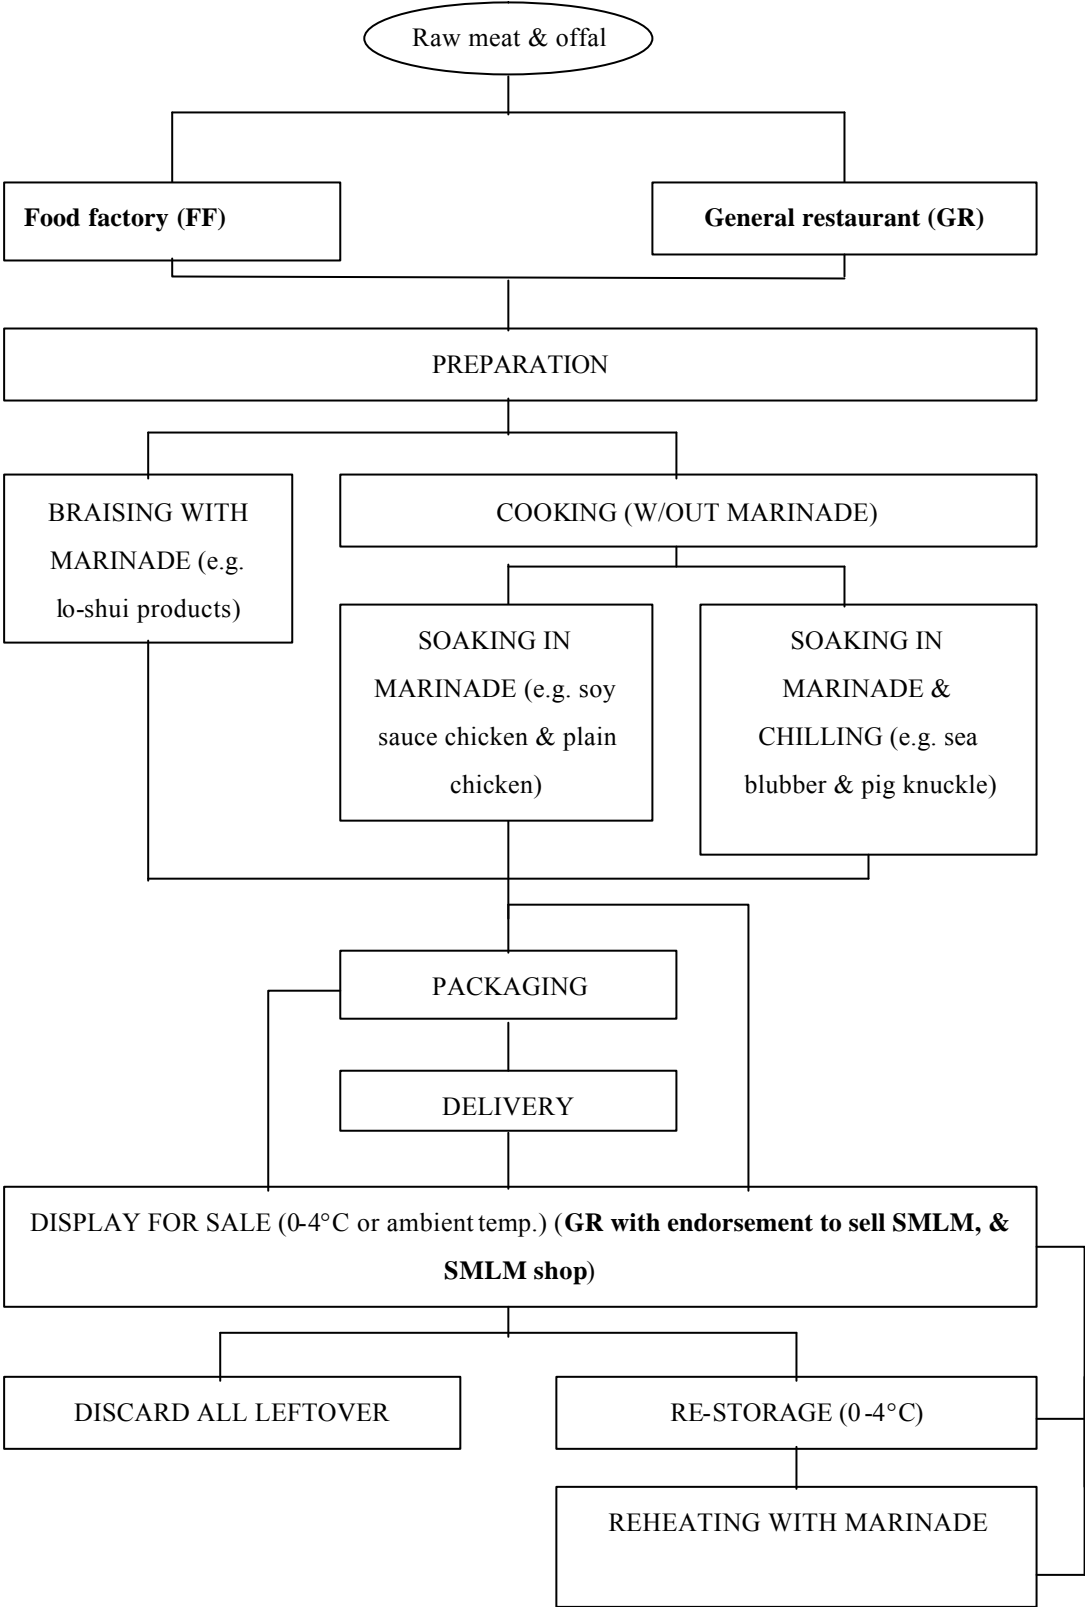 Raw meat & offal
Food factory (FF)
General restaurant (GR)
PREPARATION
BRAISING WITH
MARINADE (e.g.
lo-shui products)
COOKING (W/OUT MARINADE)
SOAKING IN
MARINADE (e.g. soy
sauce chicken & plain
chicken)
SOAKING IN
MARINADE &
CHILLING (e.g. sea
blubber & pig knuckle)
PACKAGING
DELIVERY
DISPLAY FOR SALE (0-4°C or ambient temp.) (GR with endorsement to sell SMLM, &
SMLM shop)
DISCARD ALL LEFTOVER
RE-STORAGE (0-4°C)
REHEATING WITH MARINADE